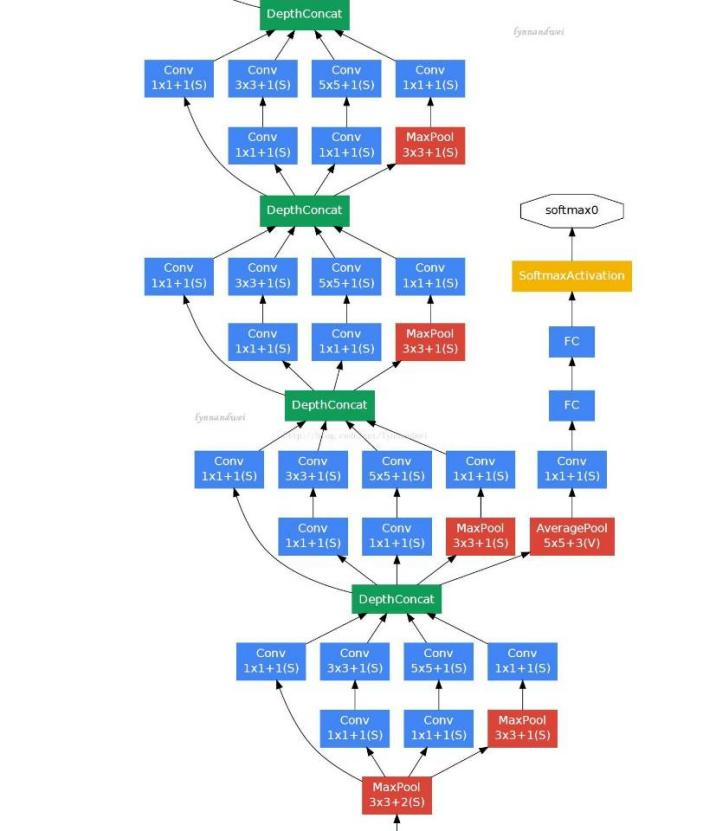 DepthConcat
lynnandwei
Conv Conv Conv Conv
1x1+1(S) 3x3+1(S) 5x5+1(S) 1x1+1(S)
Conv Conv MaxPool
1x1+1(S) 1x1+1(S) 3x3+1(S)
DepthConcat
softmax0
Conv Conv Conv Conv
1x1+1(S) 3x3+1(S) 5x5+1(S) 1x1+1(S)
SoftmaxActivation
Conv Conv MaxPool
1x1+1(S) 1x1+1(S) 3x3+1(S)
FC
DepthConcat
FC
lynnandwei
Conv Conv Conv Conv Conv
1x1+1(S) 3x3+1(S) 5x5+1(S) 1x1+1(S) 1x1+1(S)
Conv Conv MaxPool AveragePool
1x1+1(S) 1x1+1(S) 3x3+1(S) 5x5+3(V)
DepthConcat
Conv Conv Conv Conv
1x1+1(S) 3x3+1(S) 5x5+1(S) 1x1+1(S)
Conv Conv MaxPool
1x1+1(S) 1x1+1(S) 3x3+1(S)
MaxPool
3x3+2(S)